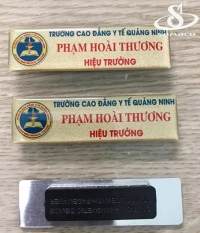 SIMACO
TRƯỜNG CAO ĐẲNG Y TẾ QUẢNG NINH
PHẠM HOÀI THƯƠNG
HIỆU TRƯỞNG
TRƯỜNG CAO ĐẲNG Y TẾ QUẢNG NINH
PHẠM HOÀI THƯƠNG
HIỆU TRƯỞNG